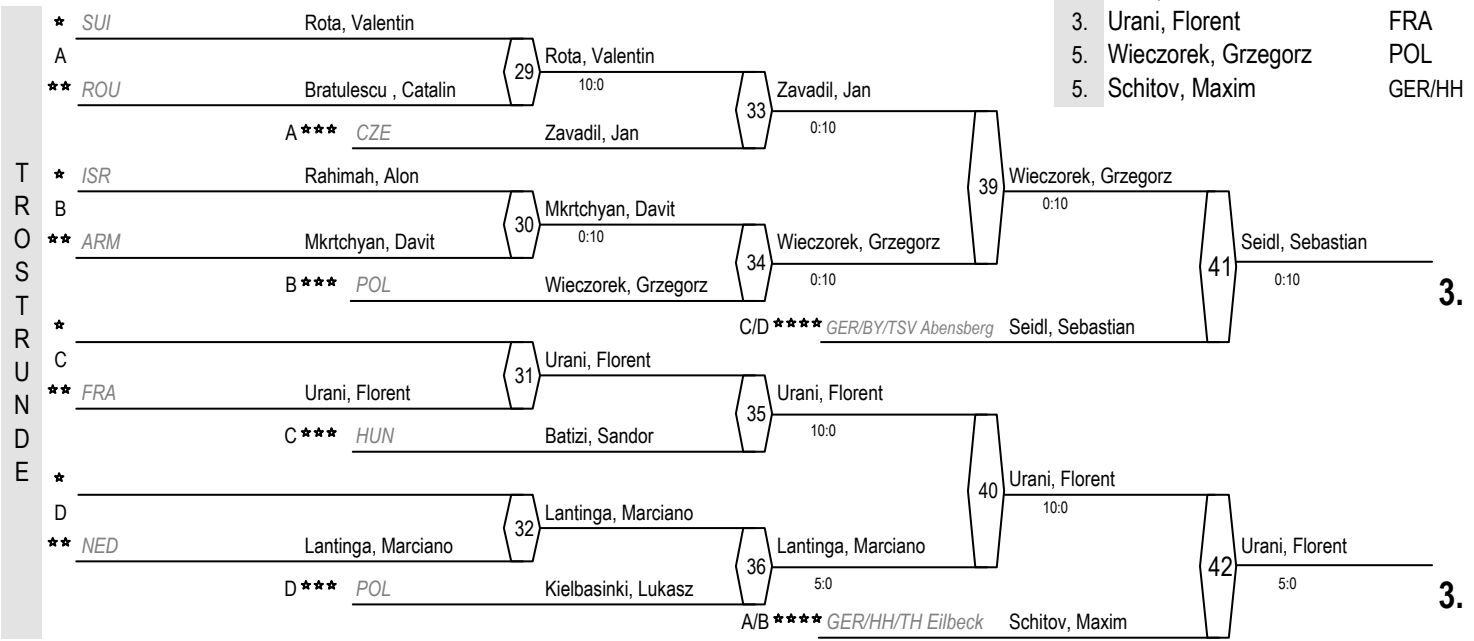 3. Urani, Florent FRA
5. Wieczorek, Grzegorz POL
5. Schitov, Maxim GER/HH
TROSTRUNDE
* SUI Rota, Valentin
A
** ROU Bratulescu , Catalin
29 Rota, Valentin
10:0
A *** CZE Zavadil, Jan
33 Zavadil, Jan
0:10
* ISR Rahimah, Alon
B
** ARM Mkrtchyan, Davit
30 Mkrtchyan, Davit
0:10
B *** POL Wieczorek, Grzegorz
34 Wieczorek, Grzegorz
0:10
39 Wieczorek, Grzegorz
0:10
C/D **** GER/BY/TSV Abensberg Seidl, Sebastian
41 Seidl, Sebastian
0:10
3.
*
C
** FRA Urani, Florent
31 Urani, Florent
C *** HUN Batizi, Sandor
35 Urani, Florent
10:0
*
D
** NED Lantinga, Marciano
32 Lantinga, Marciano
D *** POL Kielbasinki, Lukasz
36 Lantinga, Marciano
5:0
40 Urani, Florent
10:0
A/B **** GER/HH/TH Eilbeck Schitov, Maxim
42 Urani, Florent
5:0
3.